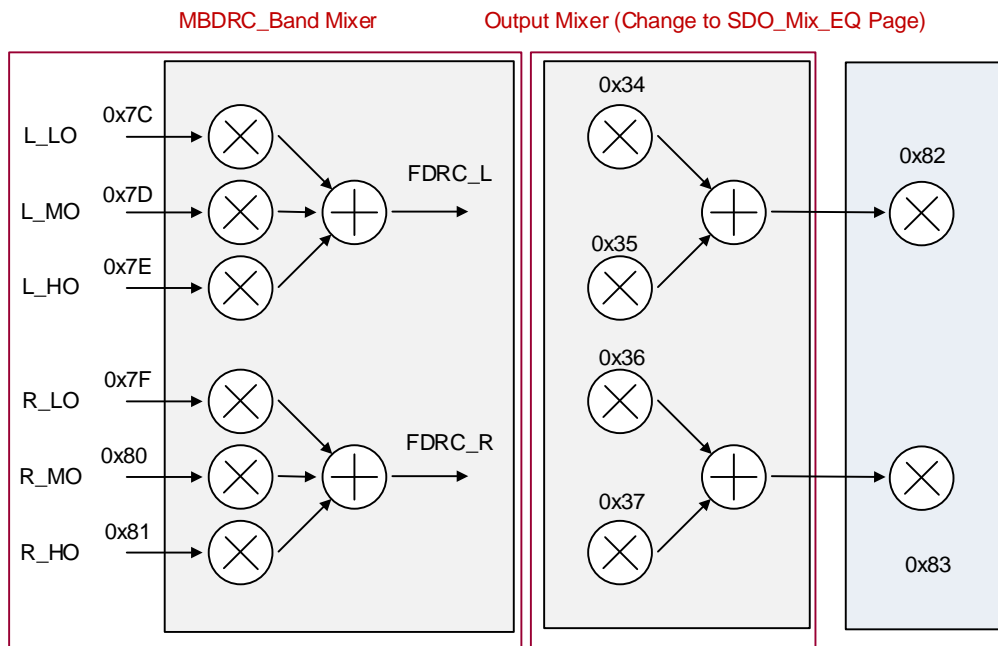 MBDRC_Band Mixer
Output Mixer (Change to SDO_Mix_EQ Page)
L_LO
0x7C
L_MO
0x7D
L_HO
0x7E
FDRC_L
R_LO
0x7F
R_MO
0x80
R_HO
0x81
FDRC_R
0x34
0x35
0x36
0x37
0x82
0x83